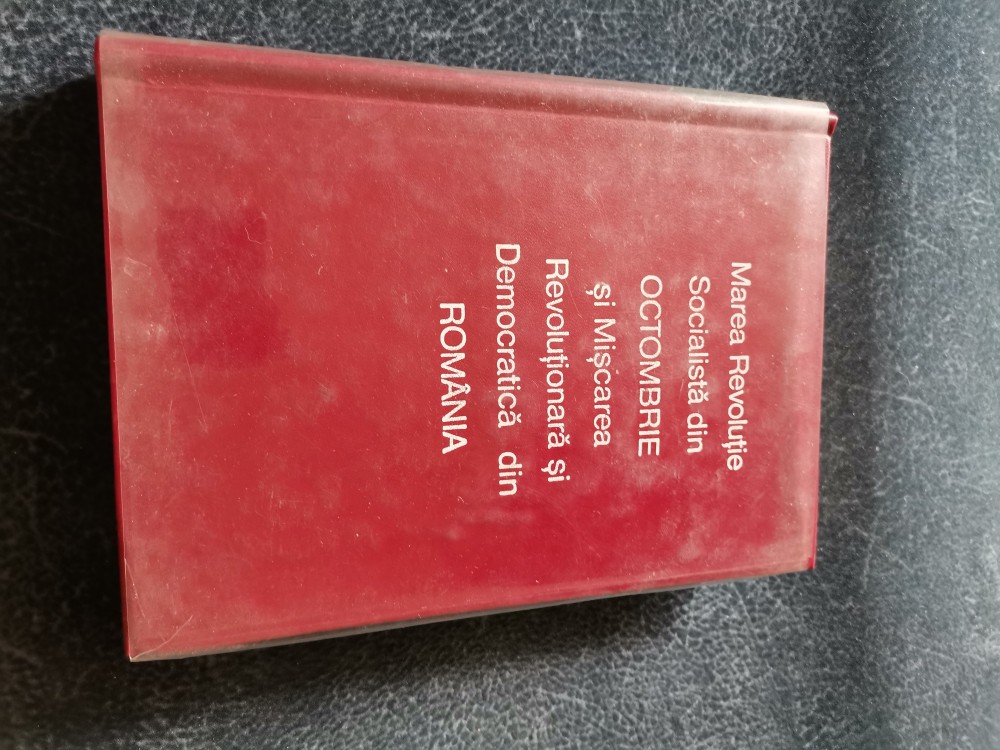 Marea Revoluție
Socialistă din
OCTOMBRIE
și Mișcarea
Revoluționară și
Democratică din
ROMÂNIA